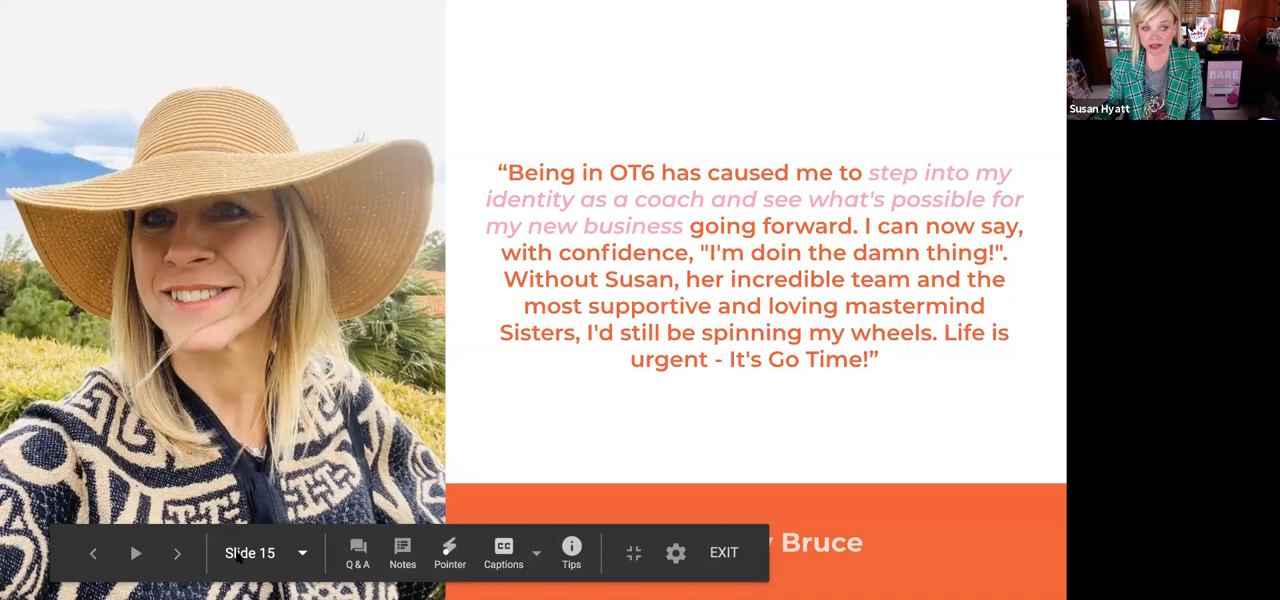 “Being in OT6 has caused me to step into my
identity as a coach and see what's possible for
my new business going forward. I can now say,
with confidence, "I'm doin the damn thing!".
Without Susan, her incredible team and the
most supportive and loving mastermind
Sisters, I'd still be spinning my wheels. Life is
urgent - It's Go Time!”
Bruce
Slide 15
Q & A
Notes
Pointer
CC
Captions
Tips
EXIT
Susan Hyatt
BARE